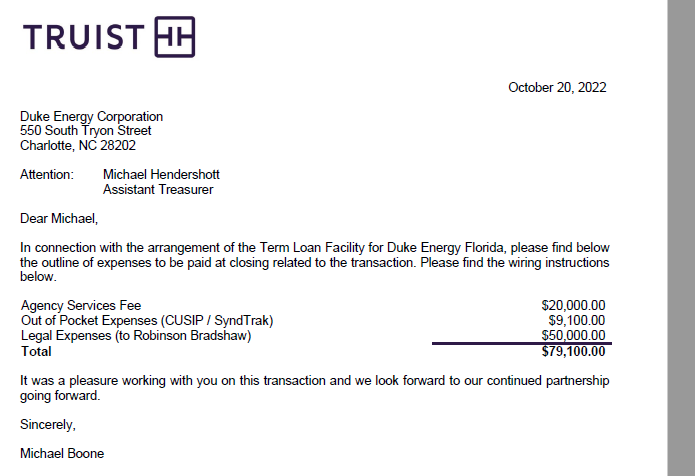 TRUIST
October 20, 2022
Duke Energy Corporation
550 South Tryon Street
Charlotte, NC 28202
Attention: Michael Hendershott
Assistant Treasurer
Dear Michael,
In connection with the arrangement of the Term Loan Facility for Duke Energy Florida, please find below
the outline of expenses to be paid at closing related to the transaction. Please find the wiring instructions
below.
Agency Services Fee $20,000.00
Out of Pocket Expenses (CUSIP / SyndTrak) $9,100.00
Legal Expenses (to Robinson Bradshaw) $50,000.00
Total $79,100.00
It was a pleasure working with you on this transaction and we look forward to our continued partnership
going forward.
Sincerely,
Michael Boone